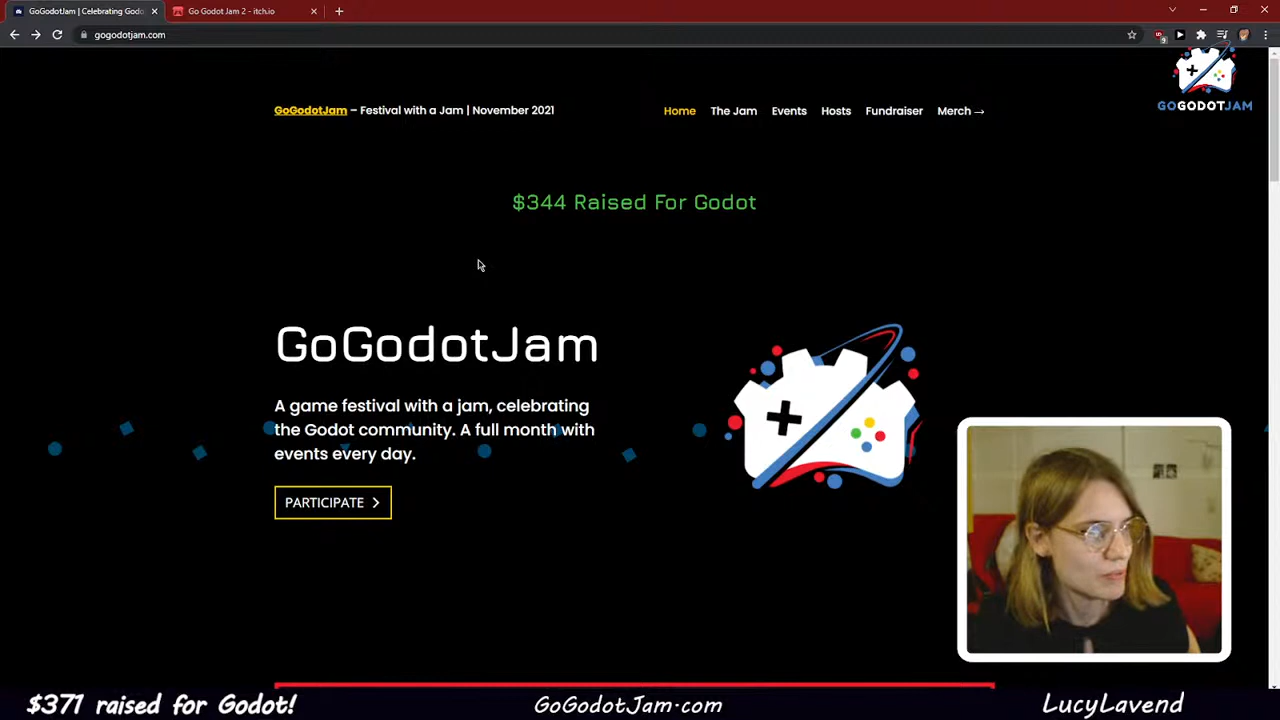 GoGodotJam | Celebrating Godo
Go Godot Jam 2 - itch.io
gogodotjam.com
9
GOGODOTJAM
GoGodotJam – Festival with a Jam | November 2021
Home The Jam Events Hosts Fundraiser Merch →
$344 Raised For Godot
GoGodotJam
A game festival with a jam, celebrating
the Godot community. A full month with
events every day.
PARTICIPATE >
$371 raised for Godot! GoGodotJam.com LucyLavend